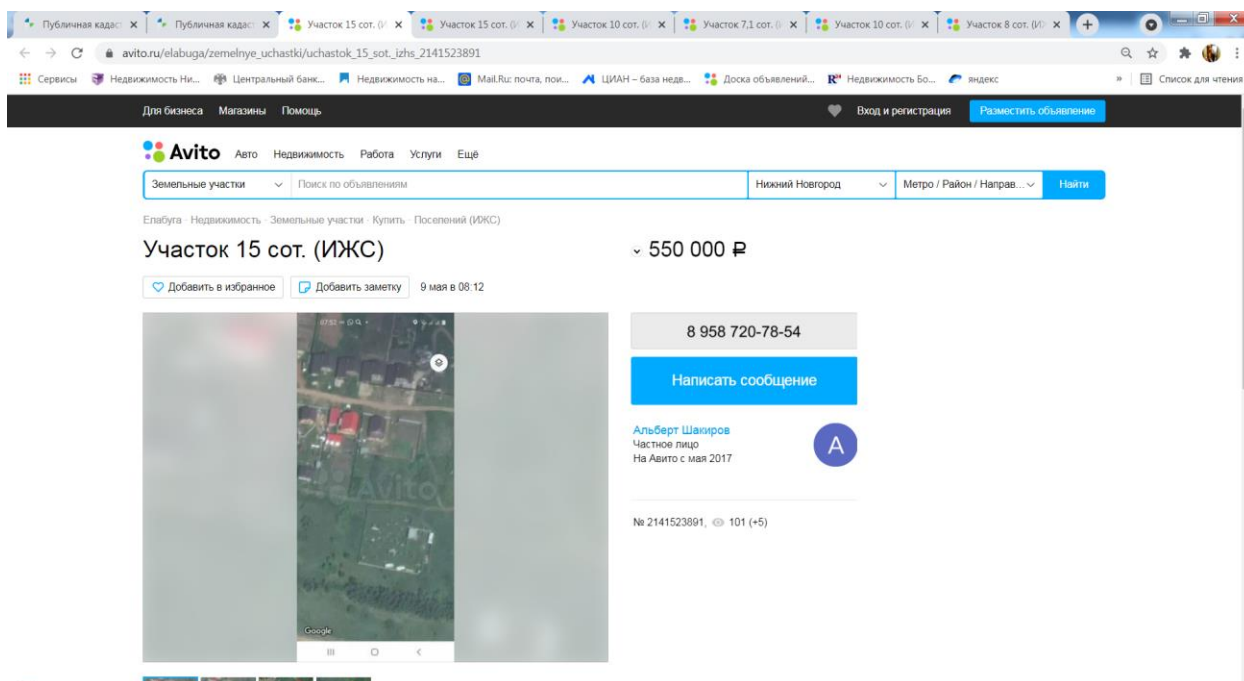 Публичная кадас
Публичная кадас
Участок 15 сот. (И
Участок 15 сот. (И
Участок 10 сот. (И
Участок 7,1 сот. (
Участок 10 сот. (И
Участок 8 сот. (ИЖ
avito.ru/elabuga/zemelnye_uchastki/uchastok_15_sot._izhs_2141523891
Сервисы
Недвижимость Ни...
Центральный банк...
Недвижимость на...
Mail.Ru: почта, пои...
ЦИАН – база недв...
Доска объявлений...
Недвижимость Бо...
яндекс
»
Список для чтения
Для бизнеса Магазины Помощь
Вход и регистрация
Разместить объявление
Avito Авто Недвижимость Работа Услуги Ещё
Земельные участки
Поиск по объявлениям
Нижний Новгород
Метро / Район / Направ...
Найти
Елабуга · Недвижимость · Земельные участки · Купить · Поселений (ИЖС)
Участок 15 сот. (ИЖС)
550 000 ₽
Добавить в избранное
Добавить заметку
9 мая в 08:12
07:52
8 958 720-78-54
Написать сообщение
Альберт Шакиров
Частное лицо
На Авито с мая 2017
А
Avito
№ 2141523891, 101 (+5)
Google